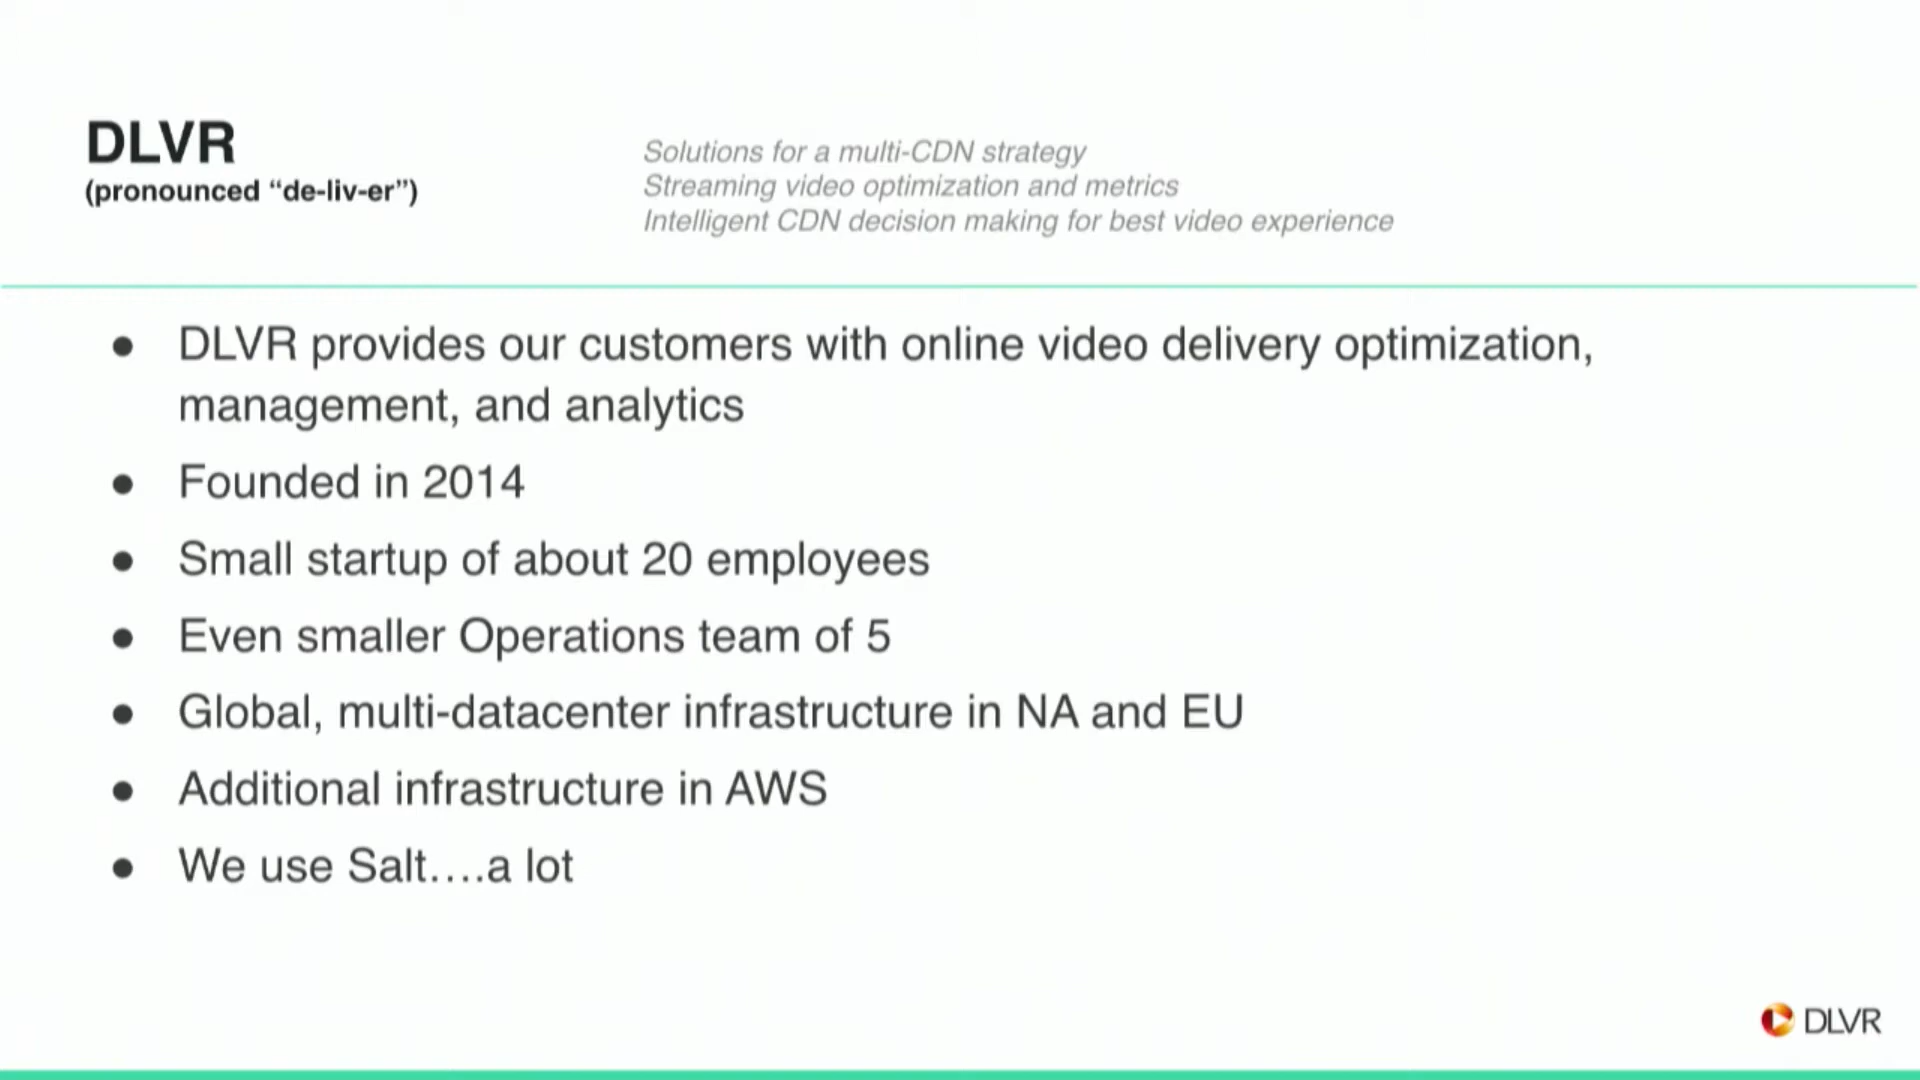 DLVR
(pronounced “de-liv-er”)
Solutions for a multi-CDN strategy
Streaming video optimization and metrics
Intelligent CDN decision making for best video experience
● DLVR provides our customers with online video delivery optimization,
management, and analytics
● Founded in 2014
● Small startup of about 20 employees
● Even smaller Operations team of 5
● Global, multi-datacenter infrastructure in NA and EU
● Additional infrastructure in AWS
● We use Salt….a lot
DLVR